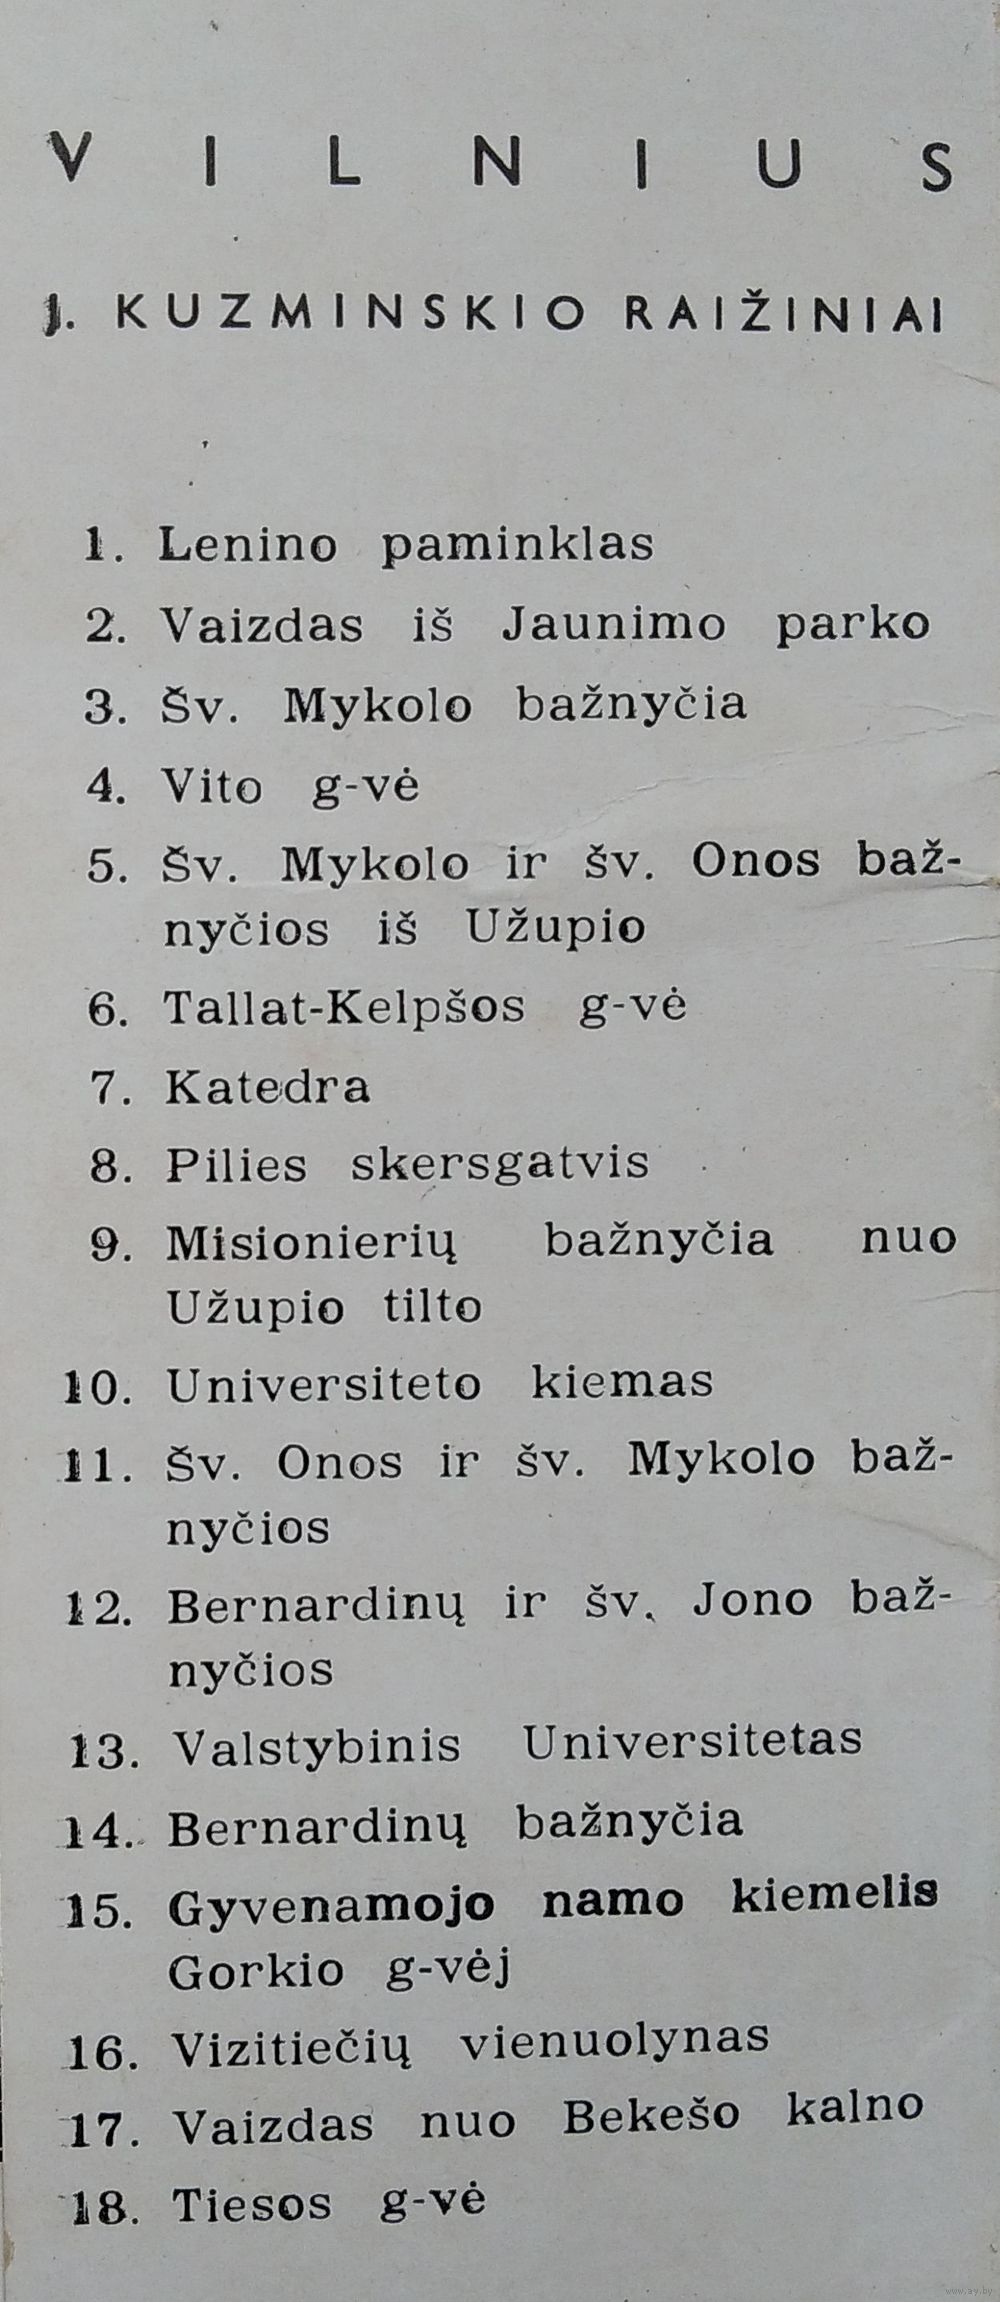 VILNIUS
J. KUZMINSKIO RAIŽINIAI
1. Lenino paminklas
2. Vaizdas iš Jaunimo parko
3. Šv. Mykolo bažnyčia
4. Vito g-vė
5. Šv. Mykolo ir šv. Onos baž-
nyčios iš Užupio
6. Tallat-Kelpšos g-vė
7. Katedra
8. Pilies skersgatvis
9. Misionierių bažnyčia nuo
Užupio tilto
10. Universiteto kiemas
11. Šv. Onos ir šv. Mykolo baž-
nyčios
12. Bernardinų ir šv. Jono baž-
nyčios
13. Valstybinis Universitetas
14. Bernardinų bažnyčia
15. Gyvenamojo namo kiemelis
Gorkio g-vėj
16. Vizitiečių vienuolynas
17. Vaizdas nuo Bekešo kalno
18. Tiesos g-vė
www.ay.by